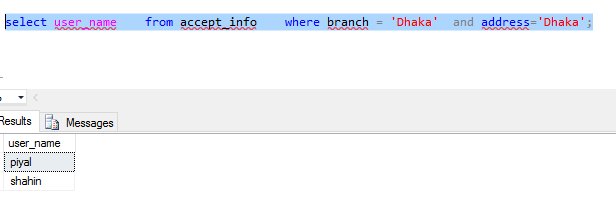 select user_name from accept_info where branch = 'Dhaka' and address='Dhaka';
Results Messages
user_name
piyal
shahin